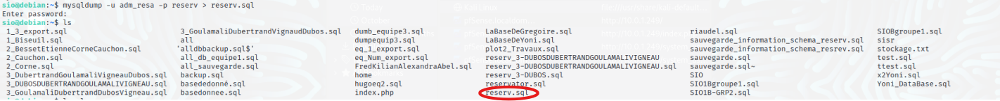 sio@debian:~$ mysqldump -u adm_resa -p reserv > reserv.sql
Enter password:
sio@debian:~$ ls
1_3_export.sql 3_GoulamaliDubertrandVignaudDubos.sql dumb_equipe3.sql LaBaseDeGregoire.sql riaudel.sql SIOBgroupe1.sql
1_Biseuil.sql all dumpequip3.sql LaBaseDeYoni.sql sauvegarde_information_schema_reserv.sql sisr
2_BessetEtienneCorneCauchon.sql 'alldbbackup.sql$' eq_1_export.sql plot2_Travaux.sql sauvegarde_information_schema_resrev.sql stockage.txt
2_Cauchon.sql all_db_equipe1.sql eq_Num_export.sql reserv_3-DUBOSDUBERTRANDGOULAMALIVIGNEAU sauvegarde.sql test.sql
2_Corne.sql all_sauvegarde.sql FredKilianAlexandraAbel.sql reserv_3-DUBOSDUBERTRANDGOULAMALIVIGNEAU.sql sauvegarde.sql~ ttest.sql
3_DubertrandGoulamaliVigneauDubos.sql backup.sql home reserv_3-DUBOS.sql SIO x2Yoni.sql
3_DUBOSDUBERTRANDGOULAMALIVIGNEAU.sql basededonné.sql hugoeq2.sql reservator.sql SIO1Bgroupe1.sql Yoni_DataBase.sql
3_GoulamaliDubertrandDubosVigneau.sql basedonnee.sql index.php reserv.sql SIO1B-GRP2.sql